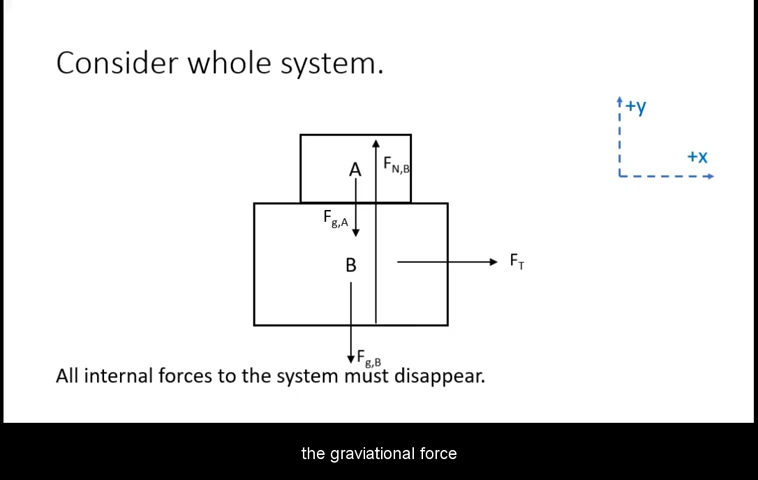 Consider whole system.
+y
+x
A
F_N,B
F_g,A
B
F_T
F_g,B
All internal forces to the system must disappear.
the graviational force